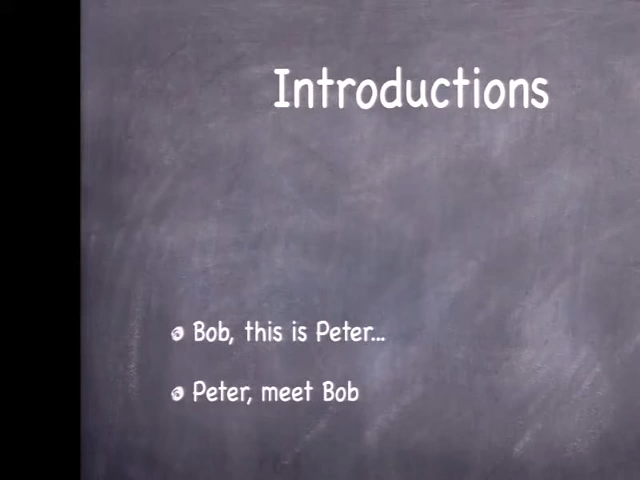 Introductions
Bob, this is Peter...
Peter, meet Bob